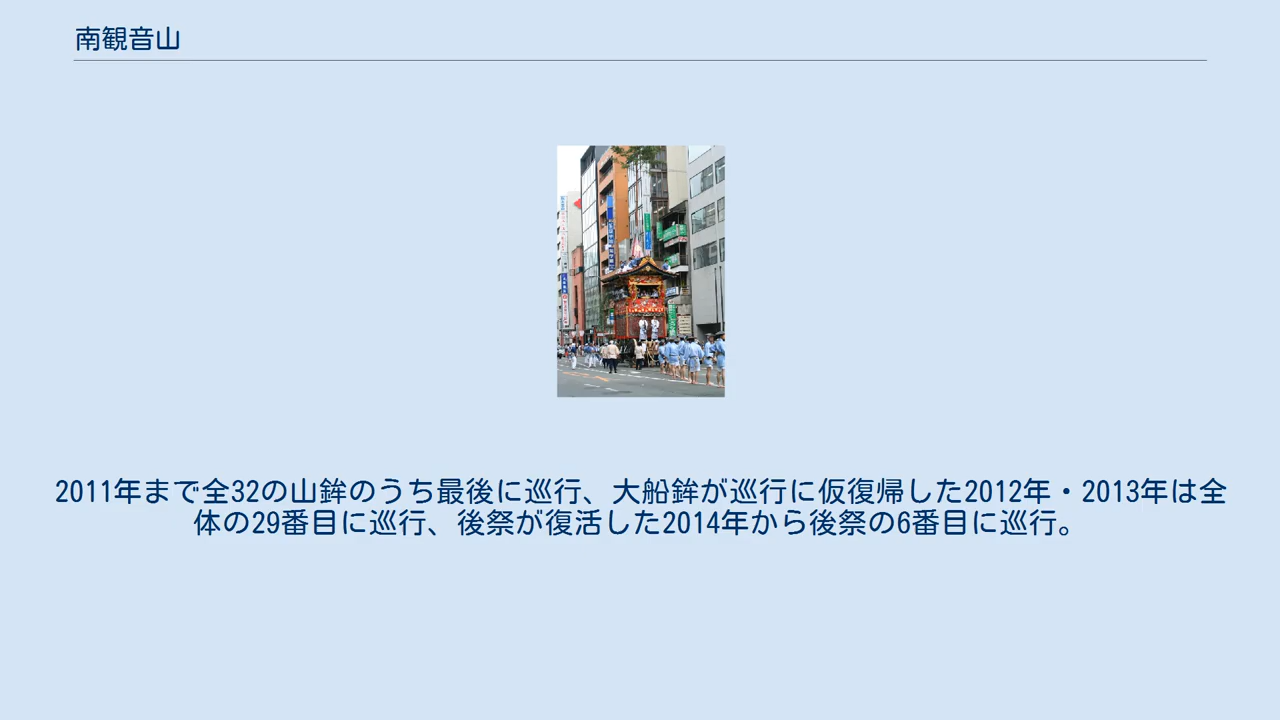 南観音山
2011年まで全32の山鉾のうち最後に巡行、大船鉾が巡行に仮復帰した2012年・2013年は全
体の29番目に巡行、後祭が復活した2014年から後祭の6番目に巡行。